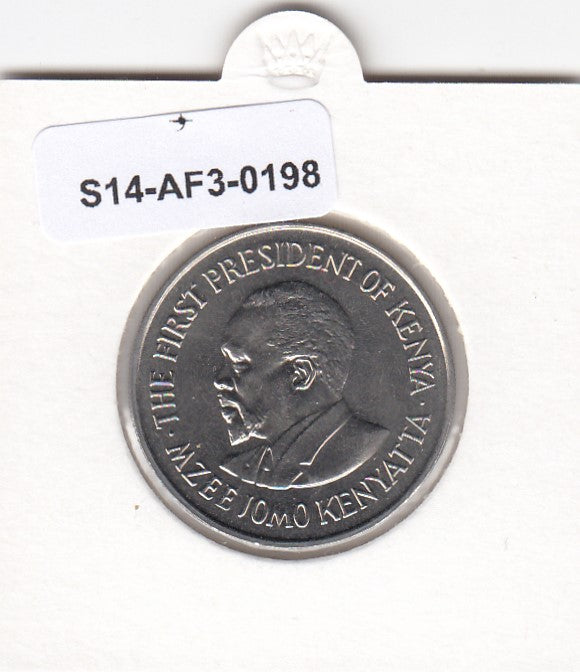 S14-AF3-0198
· THE FIRST PRESIDENT OF KENYA ·
MZEE JOMO KENYATTA